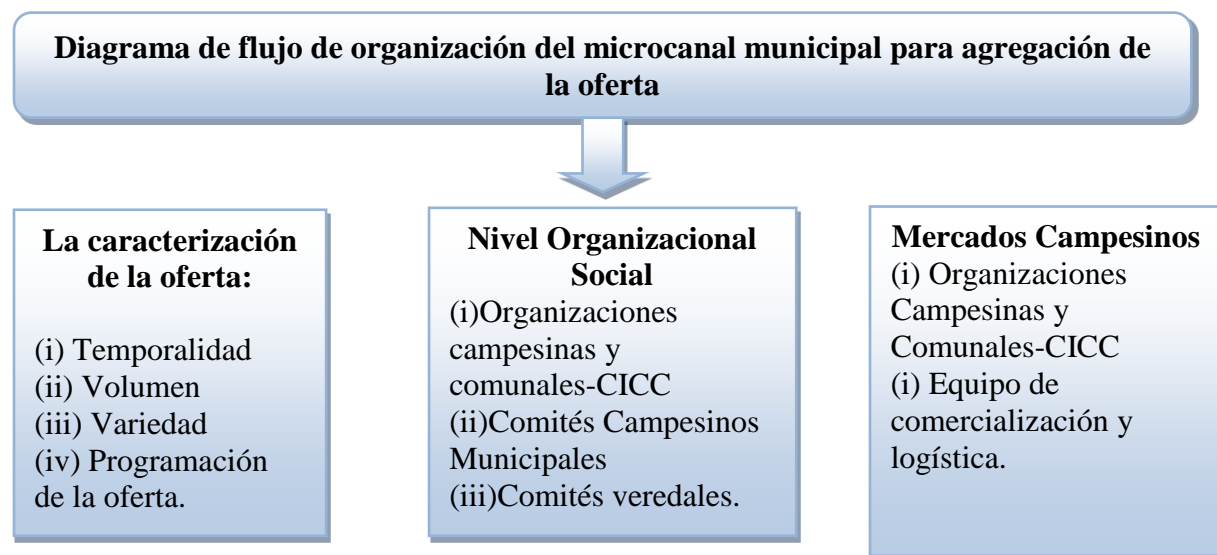 Diagrama de flujo de organización del microcanal municipal para agregación de
la oferta
La caracterización
de la oferta:
(i) Temporalidad
(ii) Volumen
(iii) Variedad
(iv) Programación
de la oferta.
Nivel Organizacional
Social
(i)Organizaciones
campesinas y
comunales-CICC
(ii)Comités Campesinos
Municipales
(iii)Comités veredales.
Mercados Campesinos
(i) Organizaciones
Campesinas y
Comunales-CICC
(i) Equipo de
comercialización y
logística.